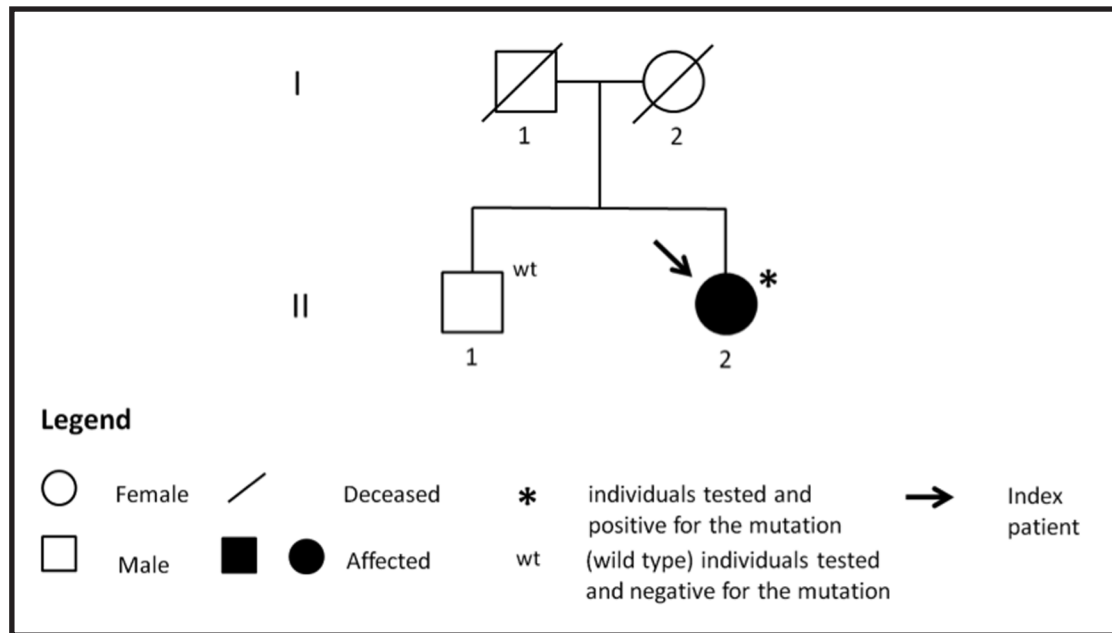 I
1
2
wt
*
II
1
2
Legend
Female
Deceased
*
individuals tested and
positive for the mutation
Index
patient
Male
Affected
wt
(wild type) individuals tested
and negative for the mutation